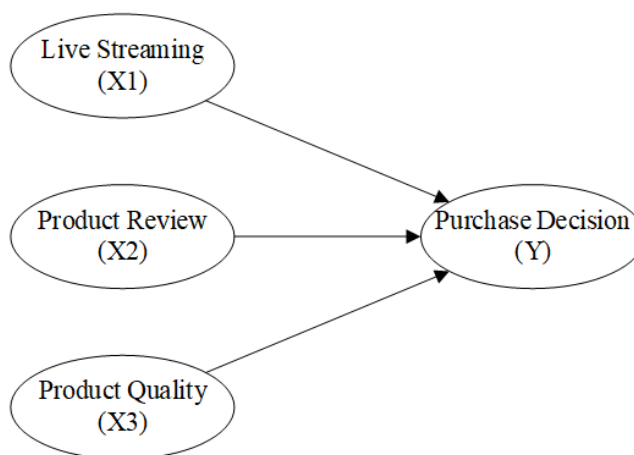 Live Streaming
(X1)
Product Review
(X2)
Purchase Decision
(Y)
Product Quality
(X3)